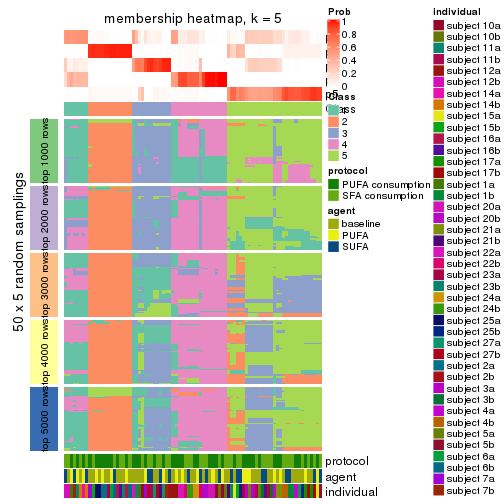 membership heatmap, k = 5
Prob
1
0.8
0.6
0.4
0.2
0
Class
1
2
3
4
5
protocol
PUFA consumption
SFA consumption
agent
baseline
PUFA
SUFA
individual
subject 10a
subject 10b
subject 11a
subject 11b
subject 12a
subject 12b
subject 14a
subject 14b
subject 15a
subject 15b
subject 16a
subject 16b
subject 17a
subject 17b
subject 1a
subject 1b
subject 20a
subject 20b
subject 21a
subject 21b
subject 22a
subject 22b
subject 23a
subject 23b
subject 24a
subject 24b
subject 25a
subject 25b
subject 27a
subject 27b
subject 2a
subject 2b
subject 3a
subject 3b
subject 4a
subject 4b
subject 5a
subject 5b
subject 6a
subject 6b
subject 7a
subject 7b
50 x 5 random samplings
top 1000 rows
top 2000 rows
top 3000 rows
top 4000 rows
top 5000 rows
protocol
agent
individual